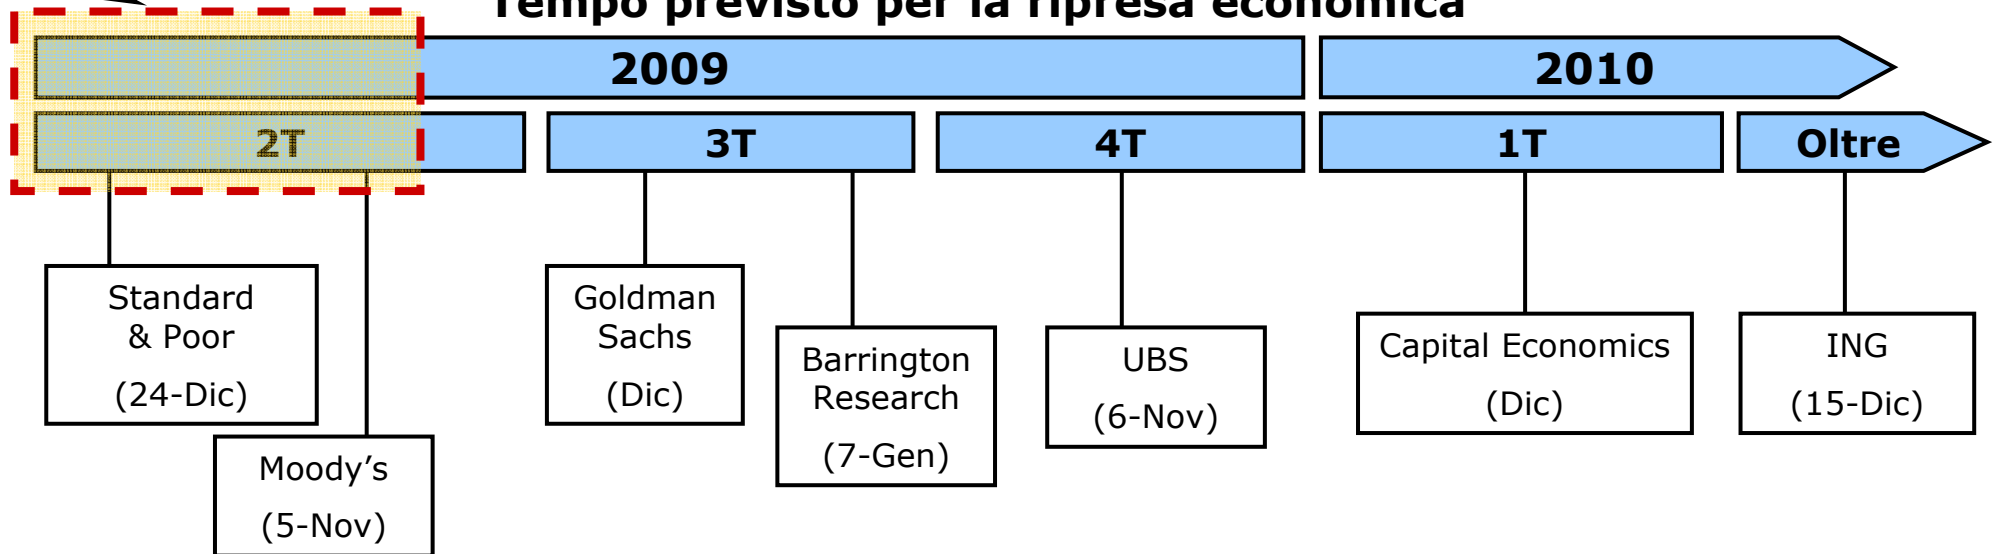 Tempo previsto per la ripresa economica
2009
2010
2T
3T
4T
1T
Oltre
Standard
& Poor
(24-Dic)
Moody's
(5-Nov)
Goldman
Sachs
(Dic)
Barrington
Research
(7-Gen)
UBS
(6-Nov)
Capital Economics
(Dic)
ING
(15-Dic)